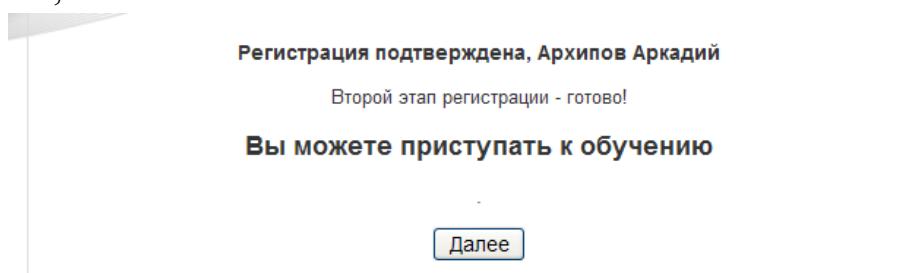 Регистрация подтверждена, Архипов Аркадий
Второй этап регистрации - готово!
Вы можете приступать к обучению
.
Далее